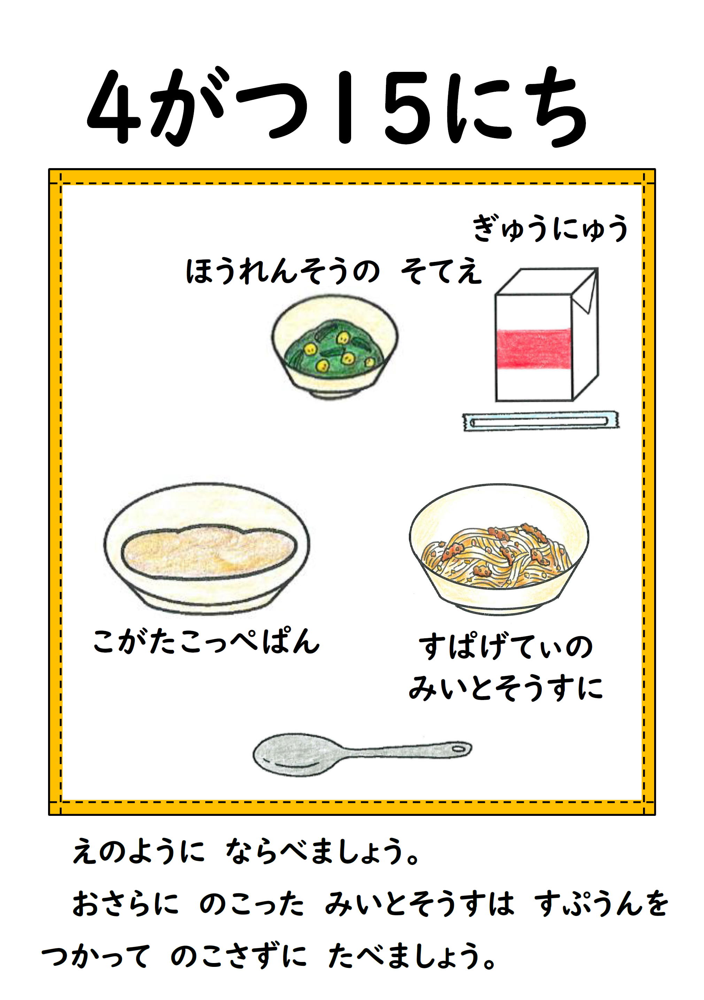 4がつ15にち
ぎゅうにゅう
ほうれんそうの そてえ
こがたこっぺぱん
すぱげてぃの
みいとそうすに
えのように ならべましょう。
おさらに のこった みいとそうすは すぷうんを
つかって のこさずに たべましょう。